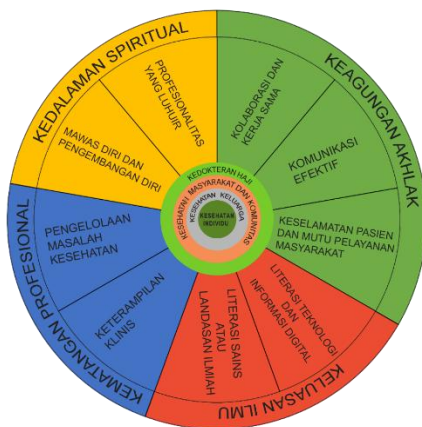 KEDALAMAN SPIRITUAL
PROFESIONALITAS
YANG LUHUR
MAWAS DIRI DAN
PENGEMBANGAN DIRI
KEAGUNGAN AKHLAK
KOLABORASI DAN
KERJA SAMA
KOMUNIKASI
EFEKTIF
KESELAMATAN PASIEN
DAN MUTU PELAYANAN
MASYARAKAT
KELUASAN ILMU
LITERASI TEKNOLOGI
DAN
INFORMASI DIGITAL
LITERASI SAINS
ATAU
LANDASAN ILMIAH
KEMATANGAN PROFESIONAL
KETERAMPILAN
KLINIS
PENGELOLAAN
MASALAH
KESEHATAN
KEDOKTERAN HAJI
KESEHATAN MASYARAKAT DAN KOMUNITAS
KESEHATAN KELUARGA
KESEHATAN
INDIVIDU